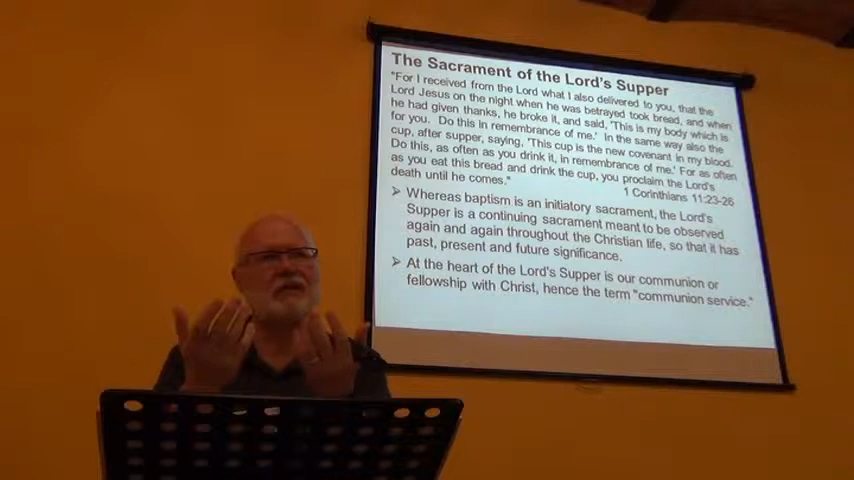 The Sacrament of the Lord's Supper
"For I received from the Lord what I also delivered to you, that the
Lord Jesus on the night when he was betrayed took bread, and when
he had given thanks, he broke it, and said, 'This is my body which is
for you.  Do this in remembrance of me.'  In the same way also the
cup, after supper, saying, 'This cup is the new covenant in my blood.
Do this, as often as you drink it, in remembrance of me.' For as often
as you eat this bread and drink the cup, you proclaim the Lord's
death until he comes."
1 Corinthians 11:23-26
➢ Whereas baptism is an initiatory sacrament, the Lord's
Supper is a continuing sacrament meant to be observed
again and again throughout the Christian life, so that it has
past, present and future significance.
➢ At the heart of the Lord's Supper is our communion or
fellowship with Christ, hence the term "communion service."